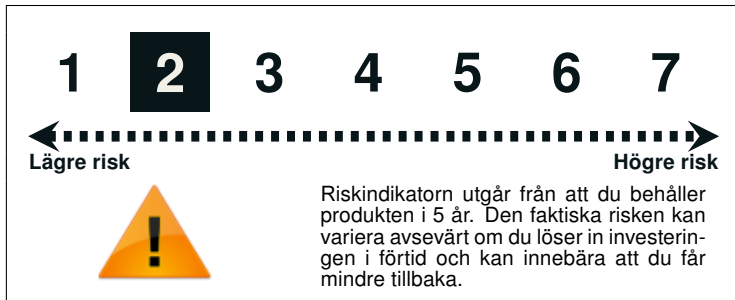 1 2 3 4 5 6 7
Lägre risk Högre risk
Riskindikatorn utgår från att du behåller
produkten i 5 år. Den faktiska risken kan
variera avsevärt om du löser in investerin-
gen i förtid och kan innebära att du får
mindre tillbaka.